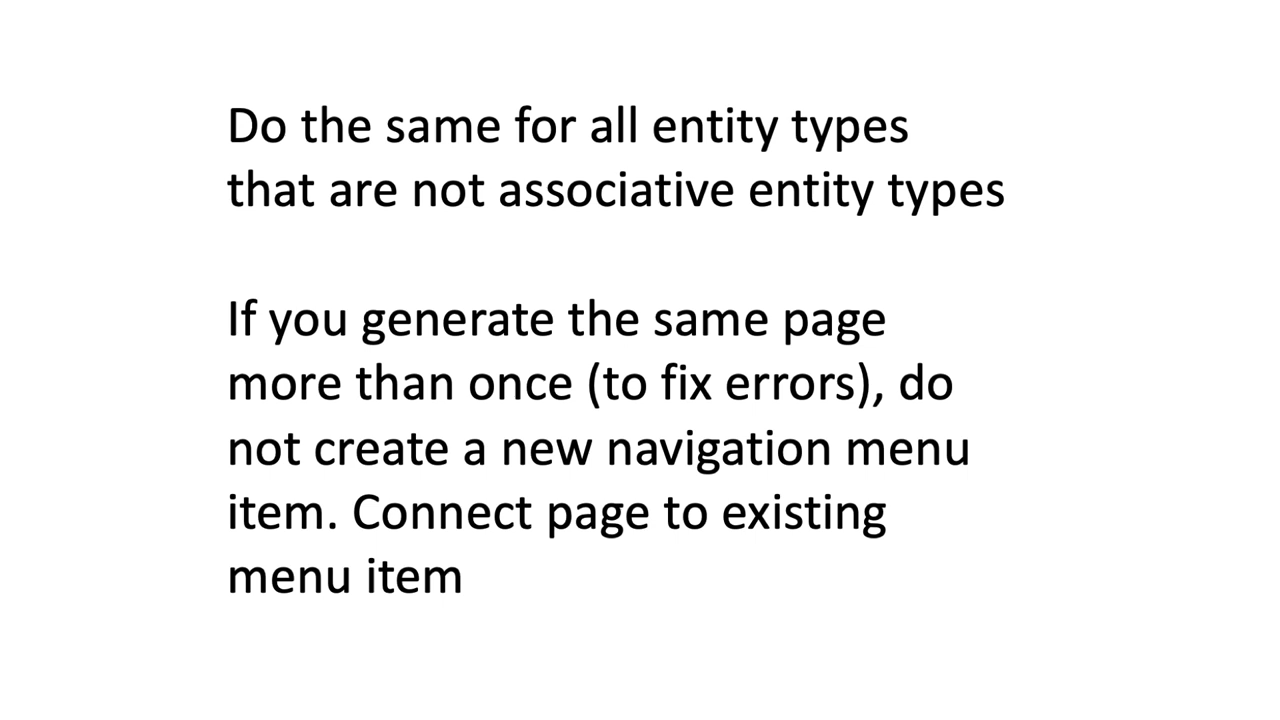 Do the same for all entity types
that are not associative entity types
If you generate the same page
more than once (to fix errors), do
not create a new navigation menu
item. Connect page to existing
menu item